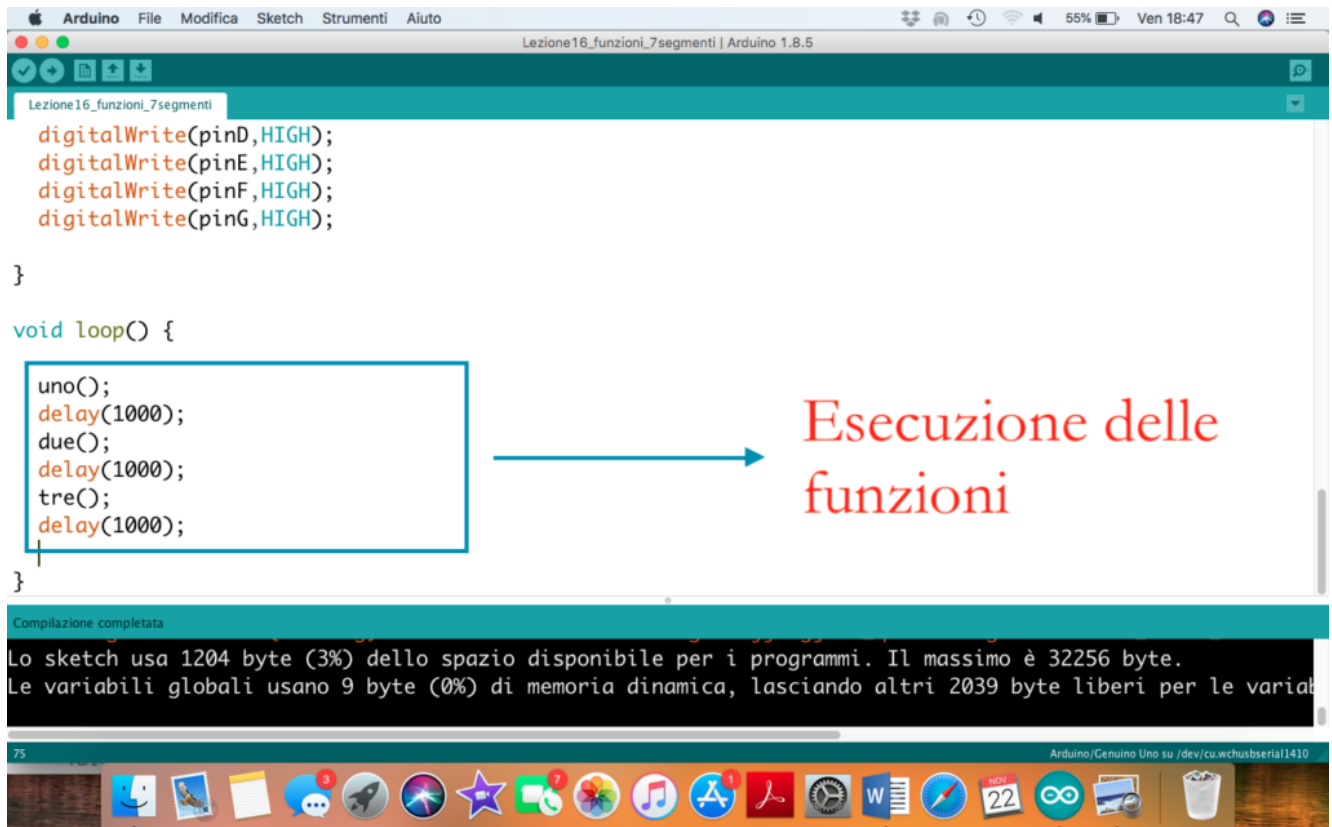 Arduino File Modifica Sketch Strumenti Aiuto 55% Ven 18:47
Lezione16_funzioni_7segmenti | Arduino 1.8.5
Lezione16_funzioni_7segmenti
digitalWrite(pinD,HIGH);
digitalWrite(pinE,HIGH);
digitalWrite(pinF,HIGH);
digitalWrite(pinG,HIGH);
}
void loop() {
uno();
delay(1000);
due();
delay(1000);
tre();
delay(1000);
}
Esecuzione delle
funzioni
Compilazione completata
Lo sketch usa 1204 byte (3%) dello spazio disponibile per i programmi. Il massimo è 32256 byte.
Le variabili globali usano 9 byte (0%) di memoria dinamica, lasciando altri 2039 byte liberi per le variab
75 Arduino/Genuino Uno su /dev/cu.wchusbserial1410
3 7 1 W NOV 22